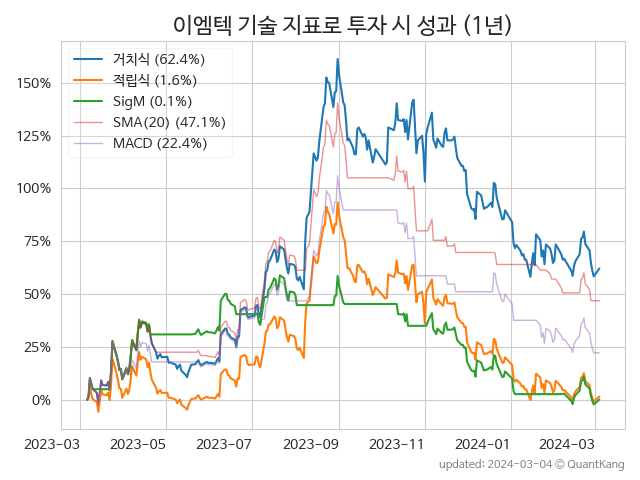 이엠텍 기술 지표로 투자 시 성과 (1년)
거치식 (62.4%)
적립식 (1.6%)
SigM (0.1%)
SMA(20) (47.1%)
MACD (22.4%)
150%
125%
100%
75%
50%
25%
0%
2023-03 2023-05 2023-07 2023-09 2023-11 2024-01 2024-03
updated: 2024-03-04 © QuantKang